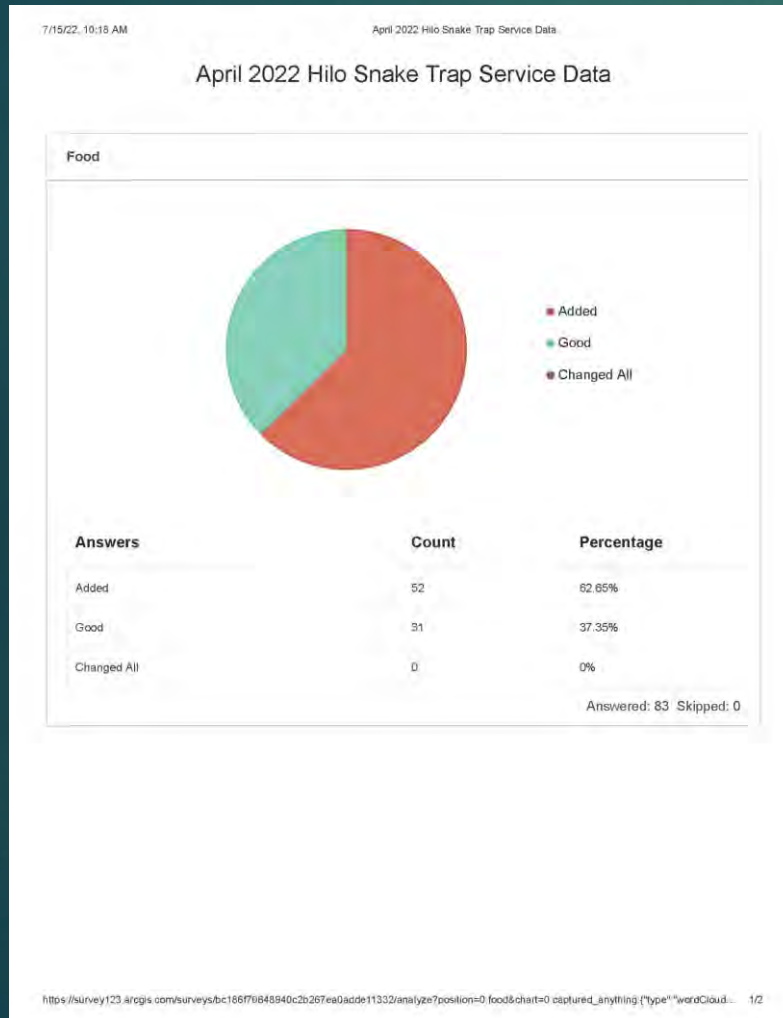 7/15/22, 10:18 AM April 2022 Hilo Snake Trap Service Data
April 2022 Hilo Snake Trap Service Data
Food
Added
Good
Changed All
Answers Count Percentage
Added 52 62.65%
Good 31 37.35%
Changed All 0 0%
Answered: 83 Skipped: 0
1/2